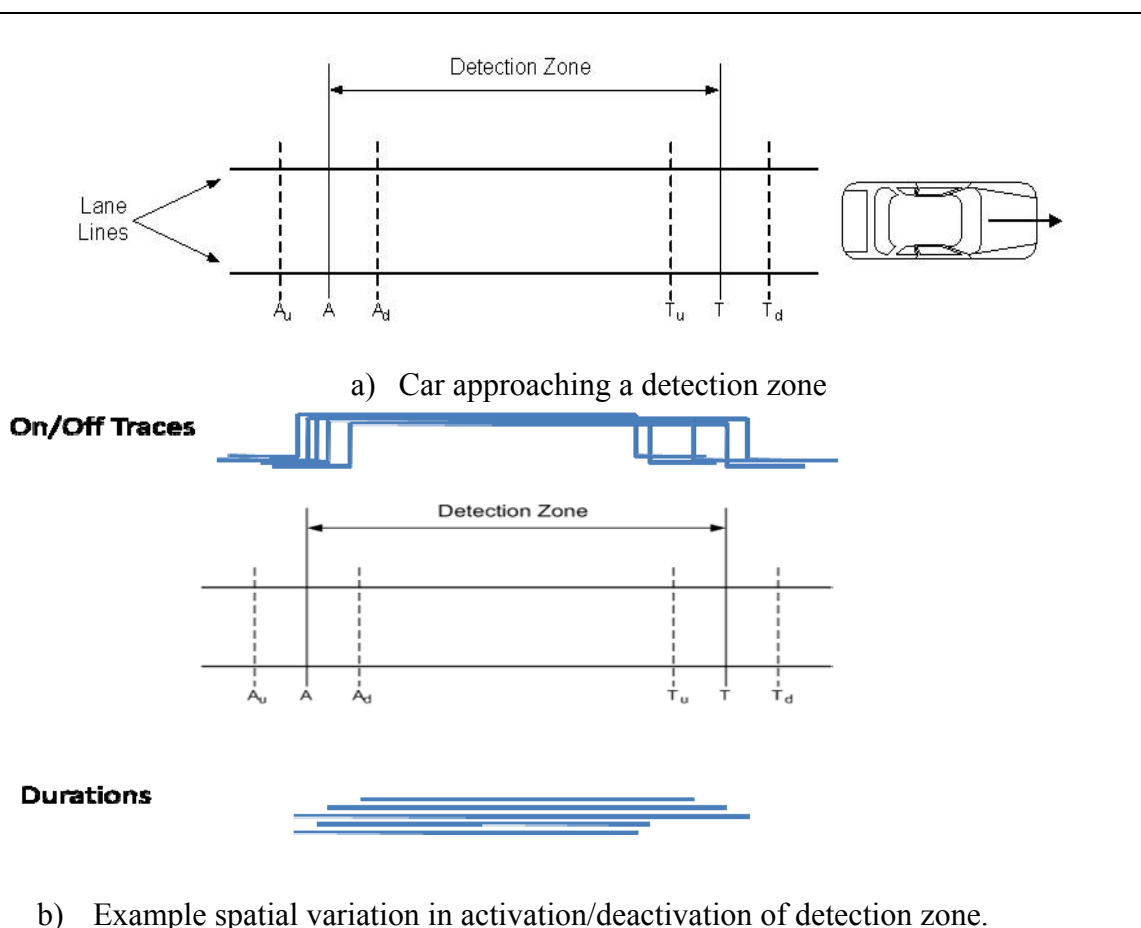 Detection Zone
Lane
Lines
Au A Ad Tu T Td
a) Car approaching a detection zone
On/Off Traces
Detection Zone
Au A Ad Tu T Td
Durations
b) Example spatial variation in activation/deactivation of detection zone.